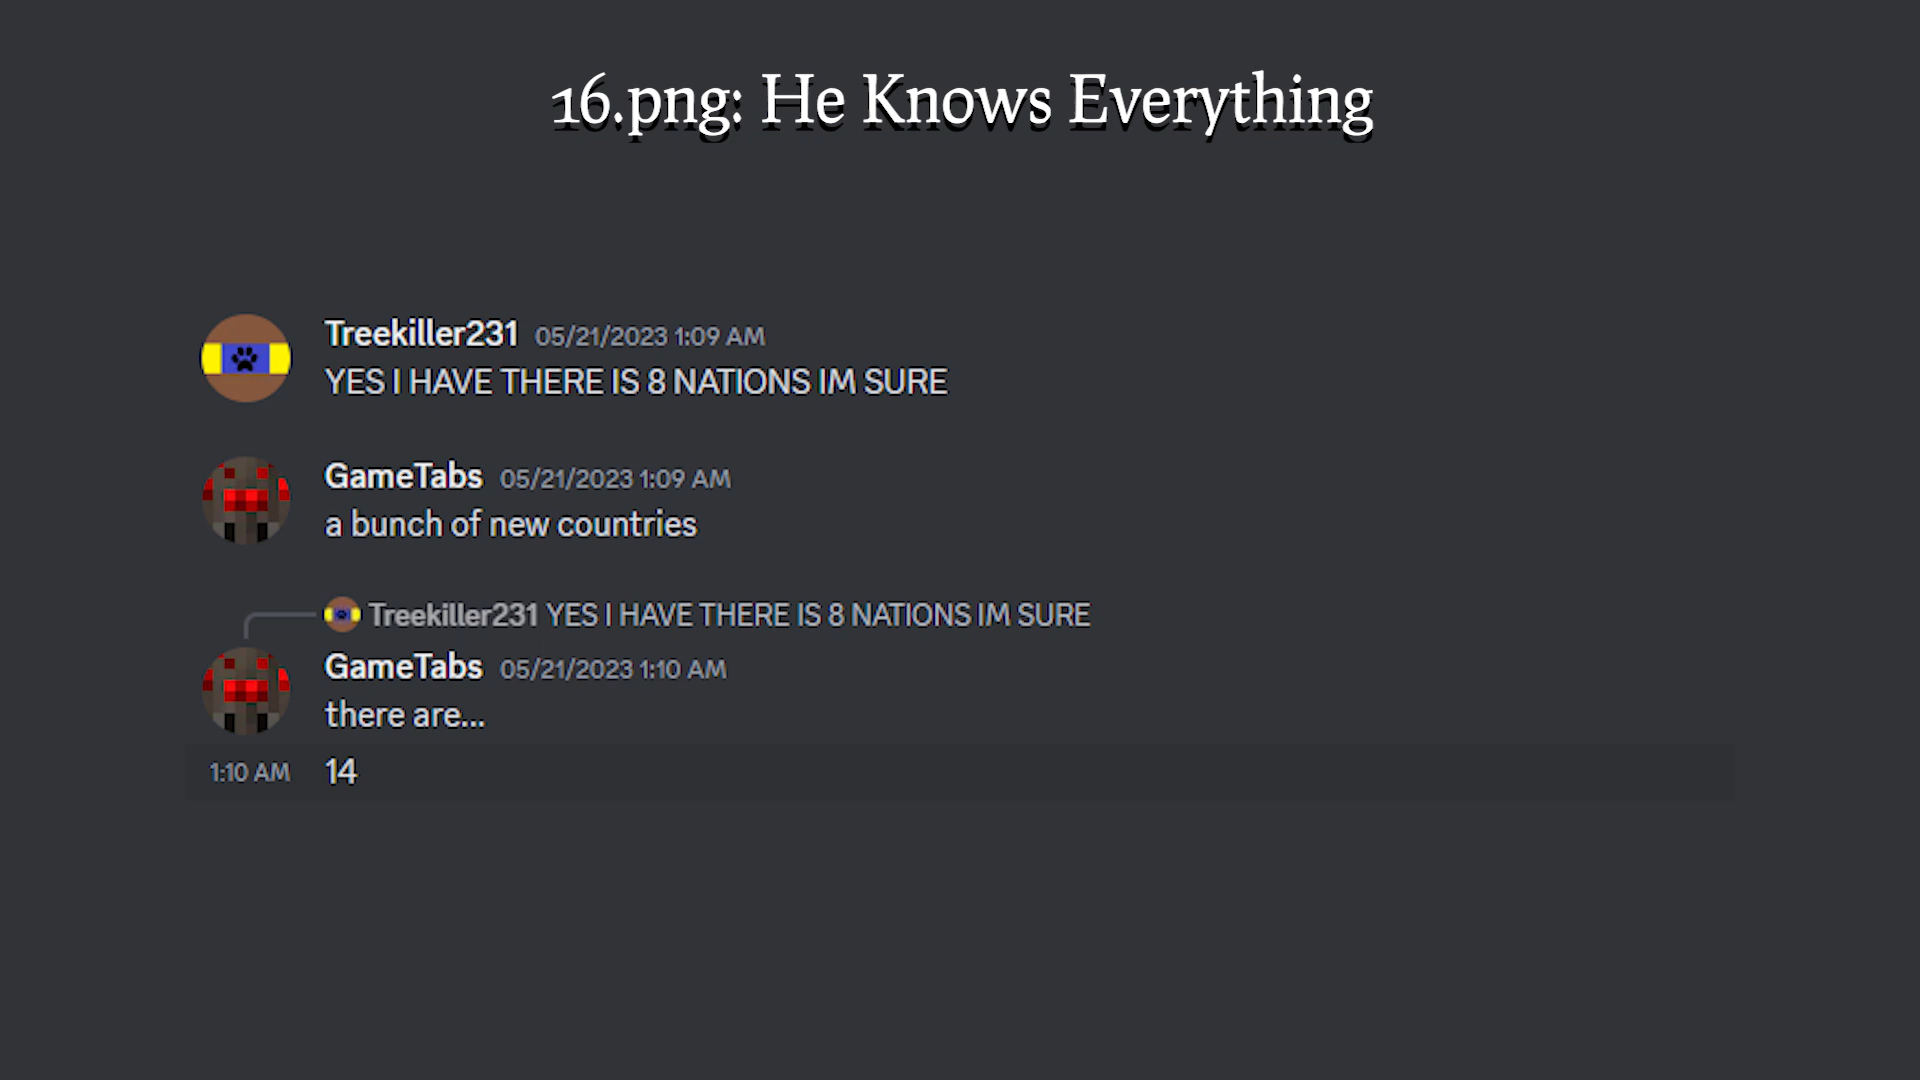 16.png: He Knows Everything
Treekiller231 05/21/2023 1:09 AM
YES I HAVE THERE IS 8 NATIONS IM SURE
GameTabs 05/21/2023 1:09 AM
a bunch of new countries
Treekiller231 YES I HAVE THERE IS 8 NATIONS IM SURE
GameTabs 05/21/2023 1:10 AM
there are...
1:10 AM 14